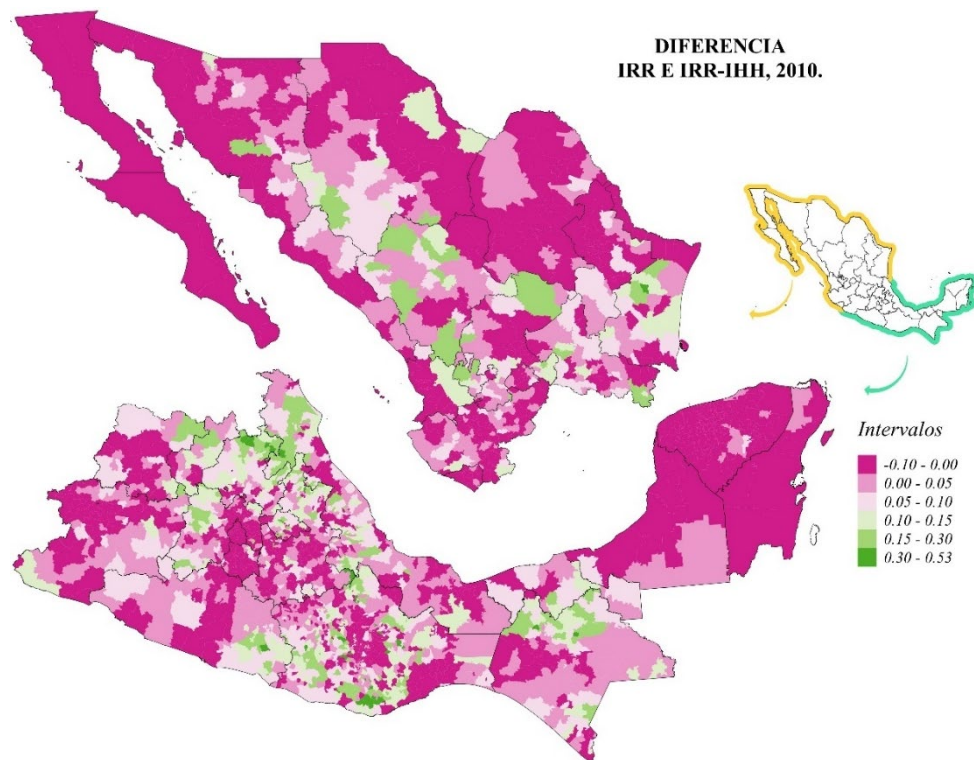 DIFERENCIA
IRR E IRR-IHH, 2010.
Intervalos
-0.10 - 0.00
0.00 - 0.05
0.05 - 0.10
0.10 - 0.15
0.15 - 0.30
0.30 - 0.53